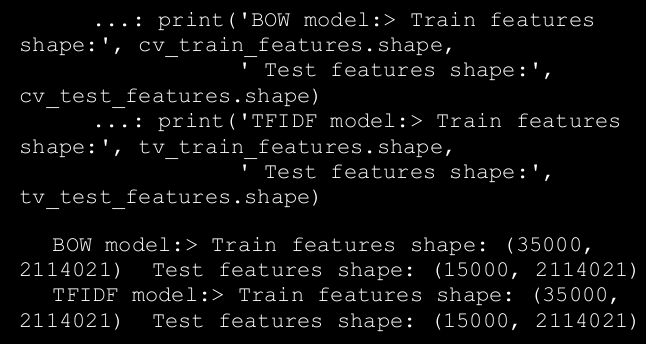 ...: print('BOW model:> Train features
shape:', cv_train_features.shape,
' Test features shape:',
cv_test_features.shape)
...: print('TFIDF model:> Train features
shape:', tv_train_features.shape,
' Test features shape:',
tv_test_features.shape)
BOW model:> Train features shape: (35000,
2114021)  Test features shape: (15000, 2114021)
TFIDF model:> Train features shape: (35000,
2114021)  Test features shape: (15000, 2114021)